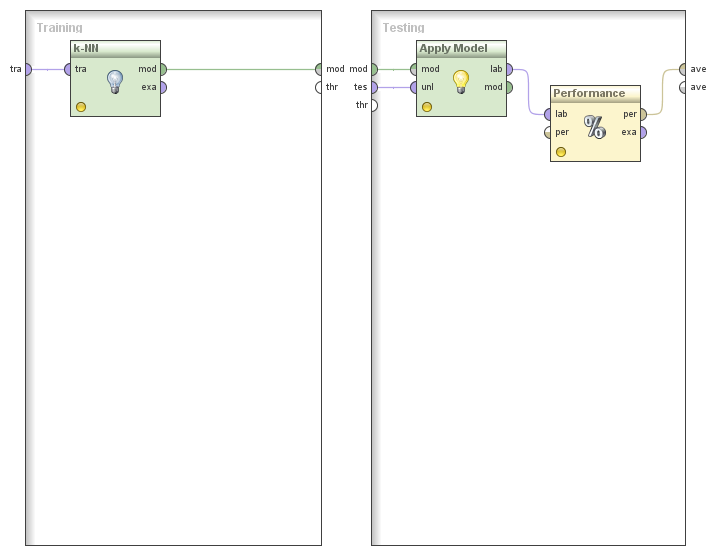 Training
k-NN
tra
tra
mod
exa
mod
thr
Testing
mod
tes
thr
Apply Model
mod
lab
unl
mod
Performance
lab
per
per
exa
%
ave
ave